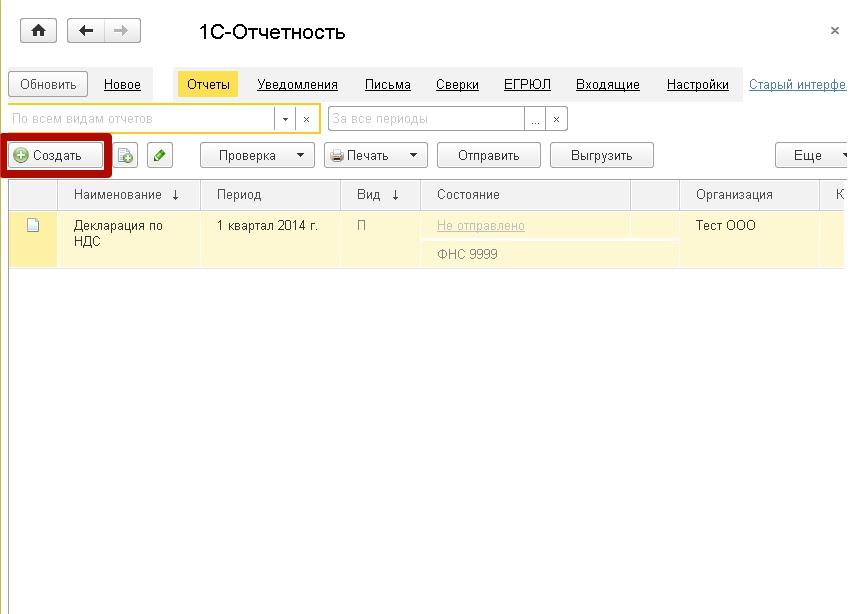 1С-Отчетность
Обновить Новое Отчеты Уведомления Письма Сверки ЕГРЮЛ Входящие Настройки Старый интерфе
По всем видам отчетов За все периоды ...
Создать Проверка Печать Отправить Выгрузить Еще
Наименование ↓ Период Вид ↓ Состояние Организация К
Декларация по 1 квартал 2014 г. П Не отправлено Тест ООО
НДС
ФНС 9999